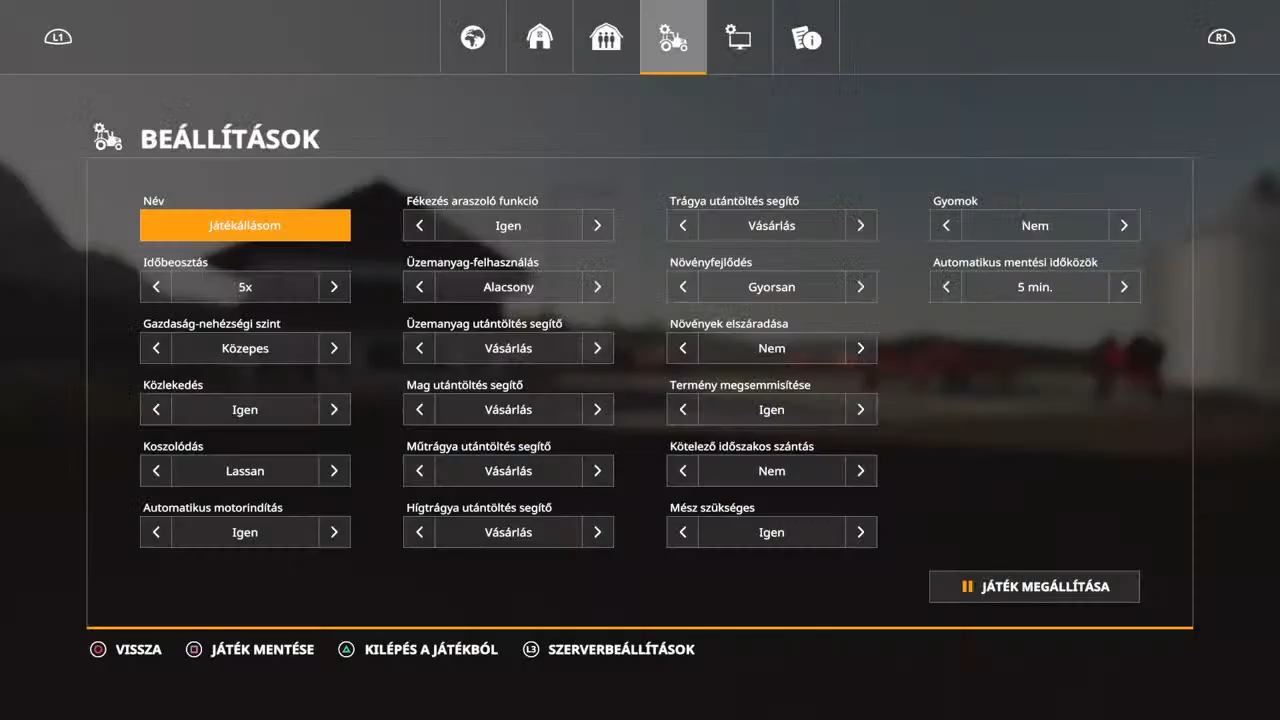 L1
R1
BEÁLLÍTÁSOK
Név
Játékállásom
Időbeosztás
5x
Gazdaság-nehézségi szint
Közepes
Közlekedés
Igen
Koszolódás
Lassan
Automatikus motorindítás
Igen
Fékezés araszoló funkció
Igen
Üzemanyag-felhasználás
Alacsony
Üzemanyag utántöltés segítő
Vásárlás
Mag utántöltés segítő
Vásárlás
Műtrágya utántöltés segítő
Vásárlás
Hígtrágya utántöltés segítő
Vásárlás
Trágya utántöltés segítő
Vásárlás
Növényfejlődés
Gyorsan
Növények elszáradása
Nem
Termény megsemmisítése
Igen
Kötelező időszakos szántás
Nem
Mész szükséges
Igen
Gyomok
Nem
Automatikus mentési időközök
5 min.
JÁTÉK MEGÁLLÍTÁSA
VISSZA
JÁTÉK MENTÉSE
KILÉPÉS A JÁTÉKBÓL
L3 SZERVERBEÁLLÍTÁSOK